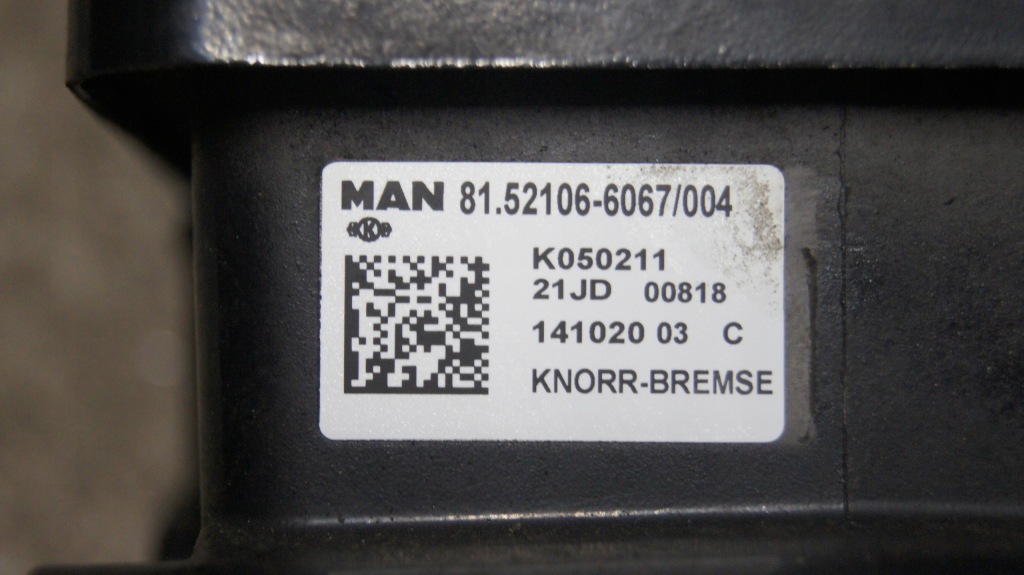 MAN 81.52106-6067/004
K
K050211
21JD 00818
141020 03 C
KNORR-BREMSE